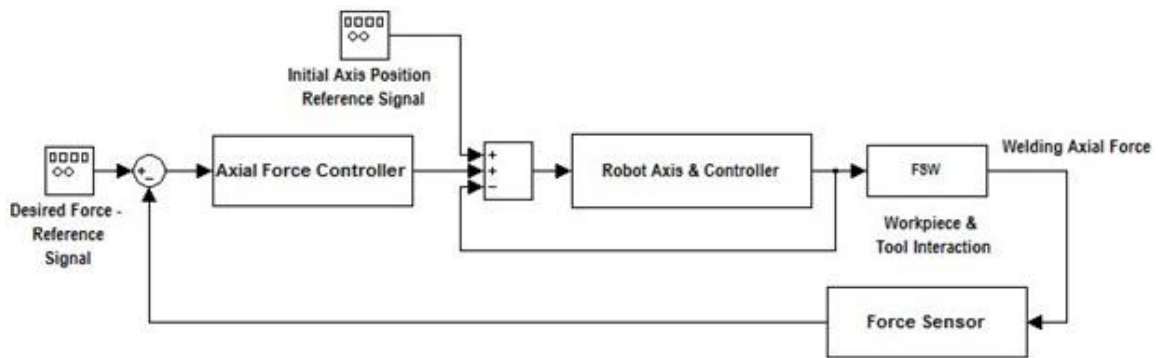 Initial Axis Position
Reference Signal
Desired Force -
Reference
Signal
+
-
Axial Force Controller
+
+
-
Robot Axis & Controller
FSW
Workpiece &
Tool Interaction
Welding Axial Force
Force Sensor